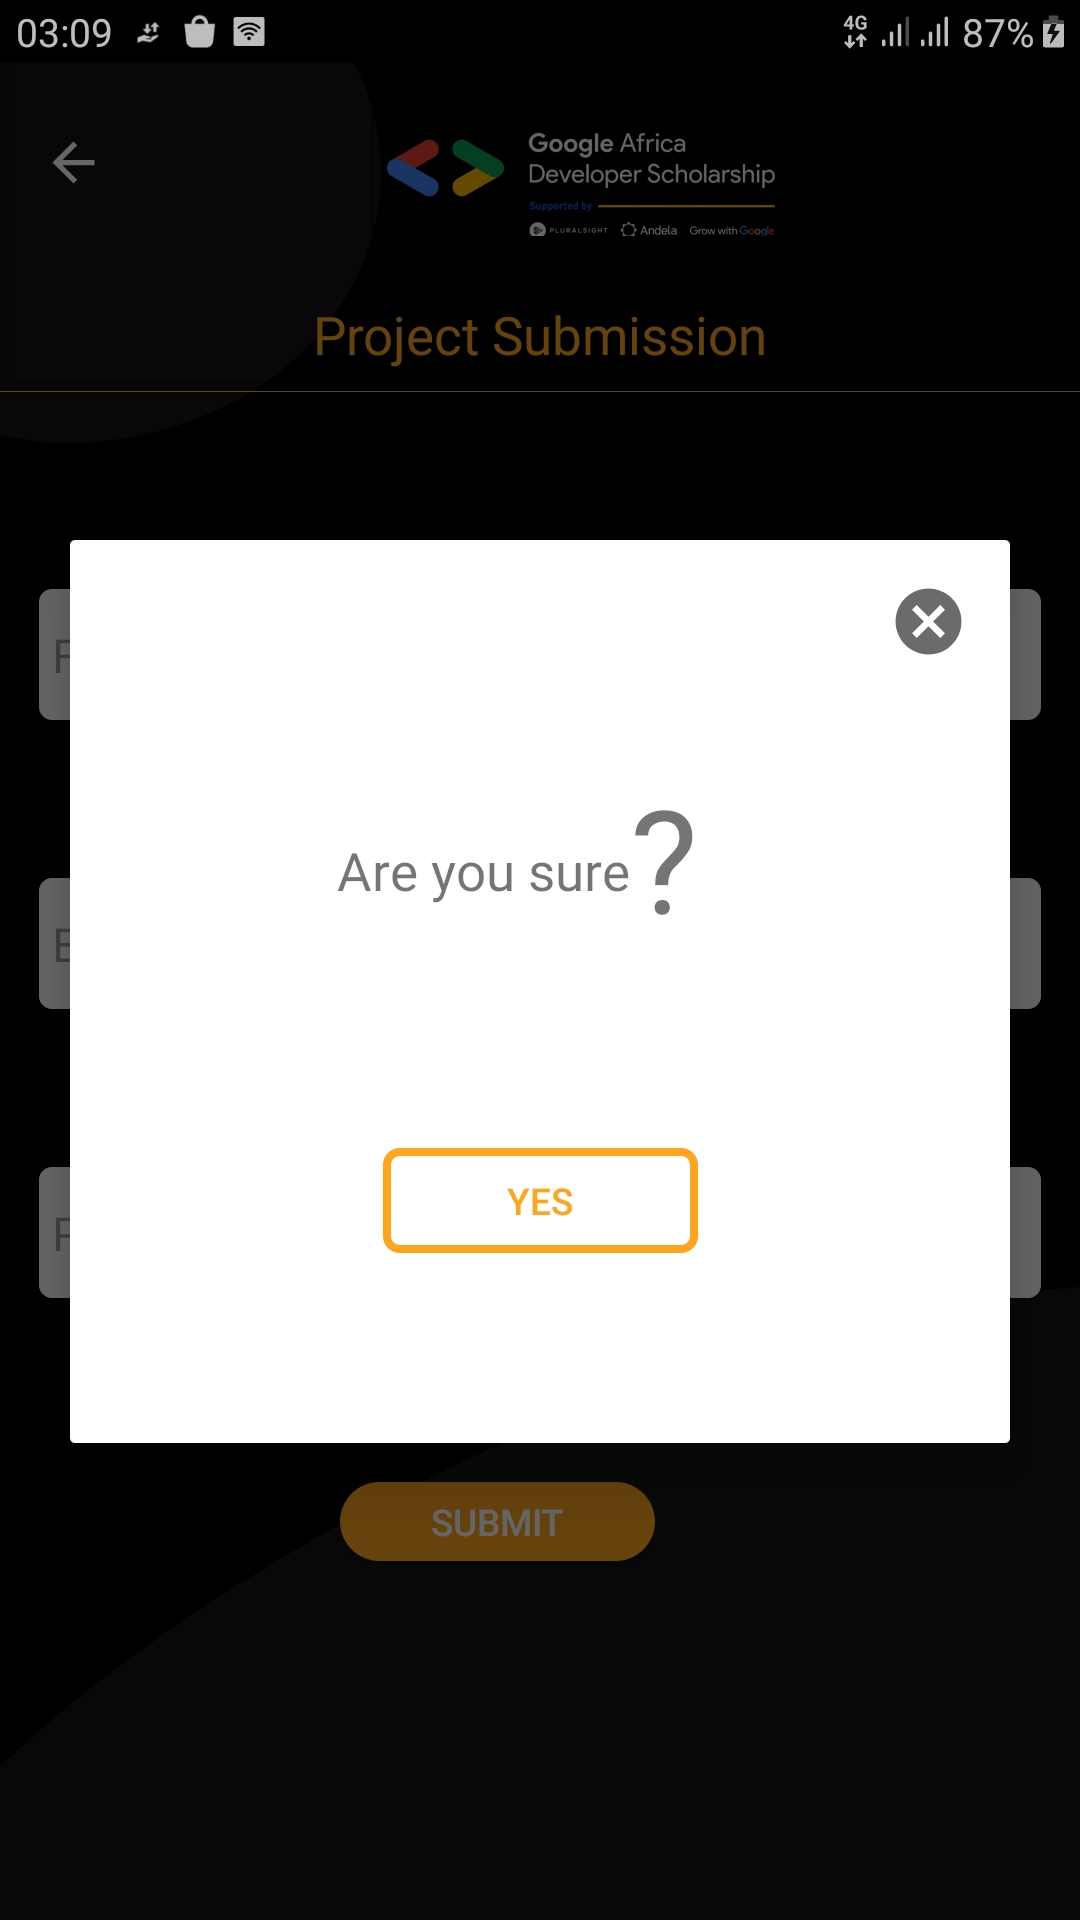 03:09
4G
87%
Google Africa
Developer Scholarship
Supported by
PLURALSIGHT
Andela
Grow with Google
Project Submission
F
Are you sure?
E
YES
SUBMIT